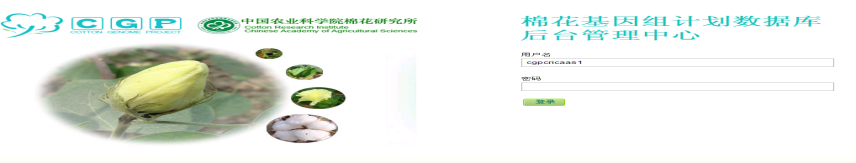 CGP
COTTON GENOME PROJECT
中国农业科学院棉花研究所
Cotton Research Institute
Chinese Academy of Agricultural Sciences
棉花基因组计划数据库
后台管理中心
用户名
cgpcncaas1
密码
登录